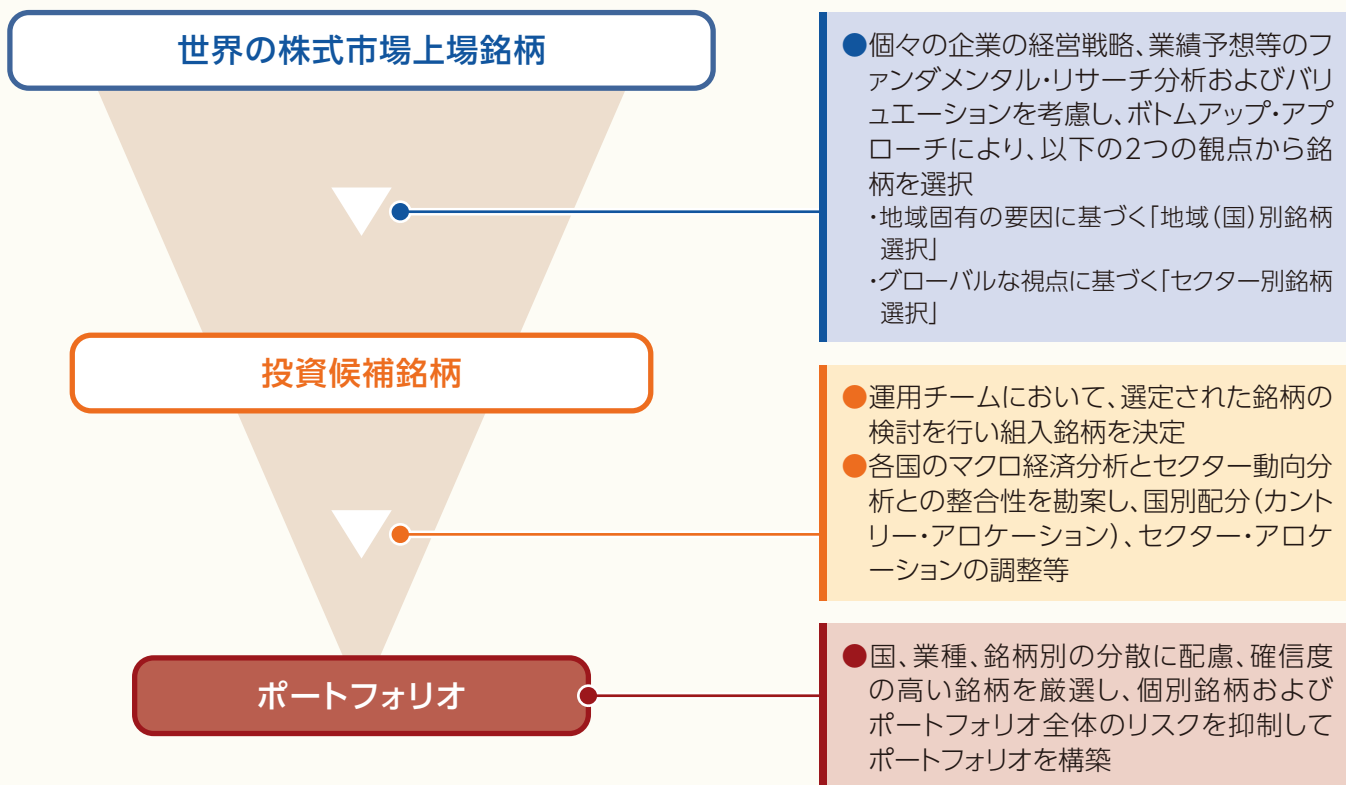 世界の株式市場上場銘柄
●個々の企業の経営戦略、業績予想等のフ
ァンダメンタル・リサーチ分析およびバリ
ュエーションを考慮し、ボトムアップ・アプ
ローチにより、以下の2つの観点から銘
柄を選択
・地域固有の要因に基づく「地域(国)別銘柄
選択」
・グローバルな視点に基づく「セクター別銘柄
選択」
投資候補銘柄
●運用チームにおいて、選定された銘柄の
検討を行い組入銘柄を決定
●各国のマクロ経済分析とセクター動向分
析との整合性を勘案し、国別配分(カント
リー・アロケーション)、セクター・アロケ
ーションの調整等
ポートフォリオ
●国、業種、銘柄別の分散に配慮、確信度
の高い銘柄を厳選し、個別銘柄および
ポートフォリオ全体のリスクを抑制して
ポートフォリオを構築